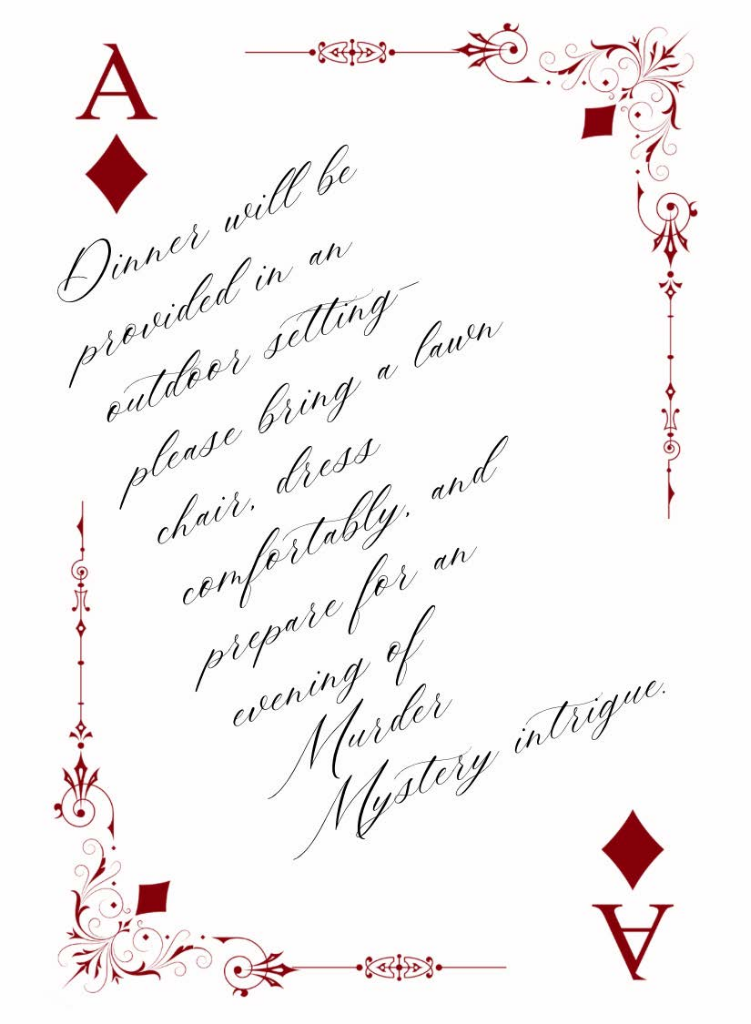 A
Dinner will be
provided in an
outdoor setting-
please bring a lawn
chair, dress
comfortably, and
prepare for an
evening of
Murder
Mystery intrigue.
A